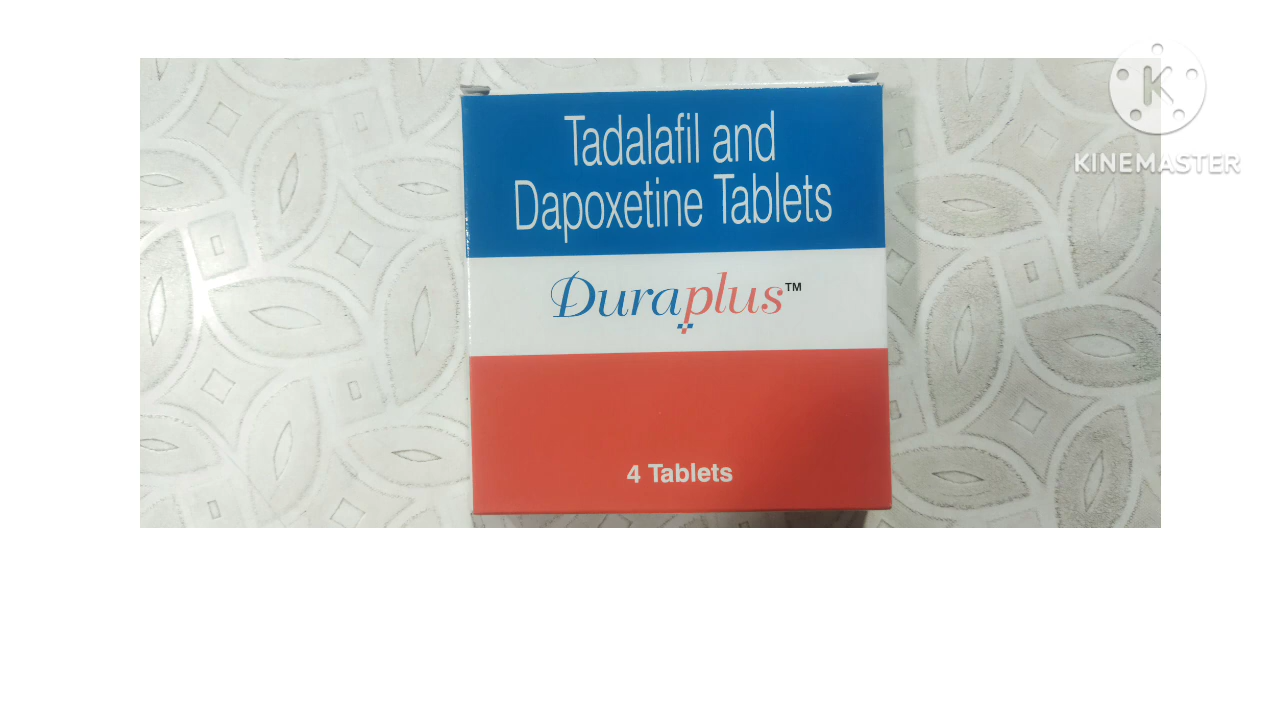 Tadalafil and
Dapoxetine Tablets
Duraplus™
4 Tablets
K
KINEMASTER